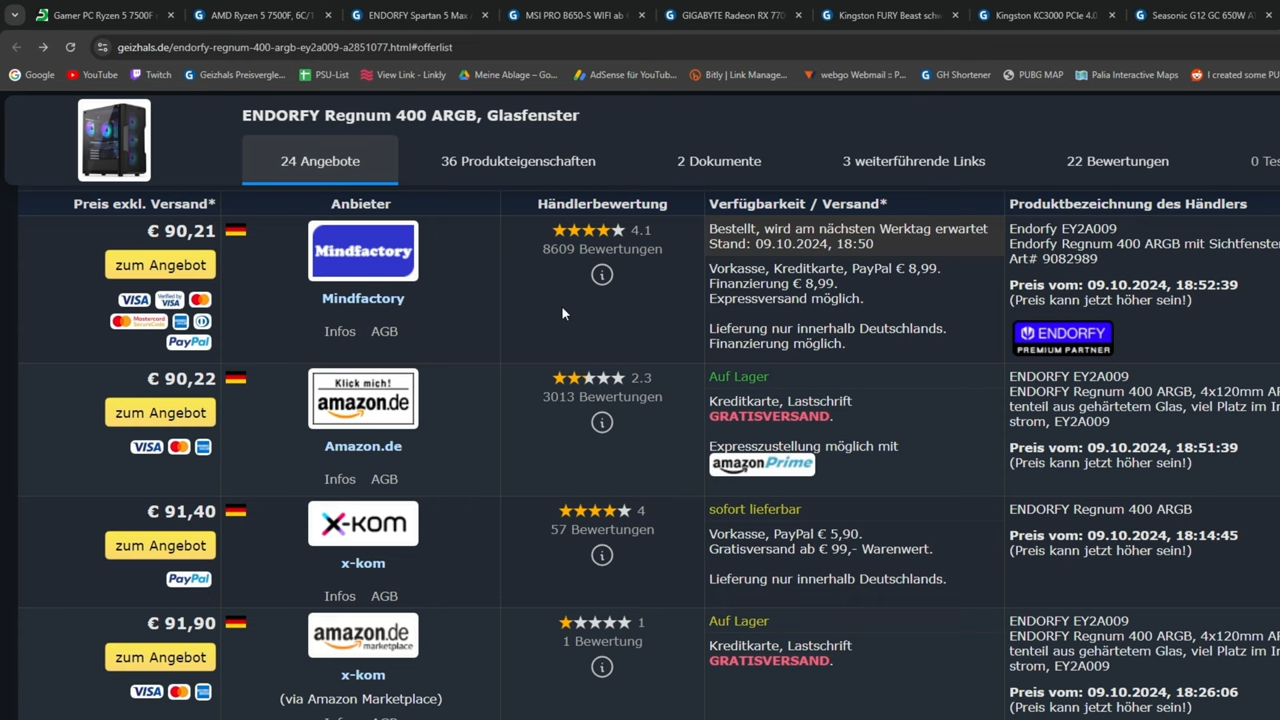 Gamer PC Ryzen 5 7500F
AMD Ryzen 5 7500F, 6C/1
ENDORFY Spartan 5 Max
MSI PRO B650-S WIFI ab
GIGABYTE Radeon RX 770
Kingston FURY Beast sch
Kingston KC3000 PCIe 4.0
Seasonic G12 GC 650W A
geizhals.de/endorfy-regnum-400-argb-ey2a009-a2851077.html#offerlist
Google
YouTube
Twitch
Geizhals Preisvergle...
PSU-List
View Link - Linkly
Meine Ablage – Go...
AdSense für YouTub...
Bitly | Link Manage...
webgo Webmail :: P...
GH Shortener
PUBG MAP
Palia Interactive Maps
I created some PU
ENDORFY Regnum 400 ARGB, Glasfenster
24 Angebote
36 Produkteigenschaften
2 Dokumente
3 weiterführende Links
22 Bewertungen
0 Tes
Preis exkl. Versand*
Anbieter
Händlerbewertung
Verfügbarkeit / Versand*
Produktbezeichnung des Händlers
€ 90,21
zum Angebot
VISA
Verified by VISA
Mastercard SecureCode
PayPal
Mindfactory
Mindfactory
Infos AGB
4.1
8609 Bewertungen
Bestellt, wird am nächsten Werktag erwartet
Stand: 09.10.2024, 18:50
Vorkasse, Kreditkarte, PayPal € 8,99.
Finanzierung € 8,99.
Expressversand möglich.
Lieferung nur innerhalb Deutschlands.
Finanzierung möglich.
Endorfy EY2A009
Endorfy Regnum 400 ARGB mit Sichtfenste
Art# 9082989
Preis vom: 09.10.2024, 18:52:39
(Preis kann jetzt höher sein!)
ENDORFY
PREMIUM PARTNER
€ 90,22
zum Angebot
VISA
Klick mich!
amazon.de
Amazon.de
Infos AGB
2.3
3013 Bewertungen
Auf Lager
Kreditkarte, Lastschrift
GRATISVERSAND.
Expresszustellung möglich mit
amazonPrime
ENDORFY EY2A009
ENDORFY Regnum 400 ARGB, 4x120mm A
tenteil aus gehärtetem Glas, viel Platz im In
strom, EY2A009
Preis vom: 09.10.2024, 18:51:39
(Preis kann jetzt höher sein!)
€ 91,40
zum Angebot
PayPal
X-KOM
x-kom
Infos AGB
4
57 Bewertungen
sofort lieferbar
Vorkasse, PayPal € 5,90.
Gratisversand ab € 99,- Warenwert.
Lieferung nur innerhalb Deutschlands.
ENDORFY Regnum 400 ARGB
Preis vom: 09.10.2024, 18:14:45
(Preis kann jetzt höher sein!)
€ 91,90
zum Angebot
VISA
amazon.de
marketplace
x-kom
(via Amazon Marketplace)
1
1 Bewertung
Auf Lager
Kreditkarte, Lastschrift
GRATISVERSAND.
ENDORFY EY2A009
ENDORFY Regnum 400 ARGB, 4x120mm A
tenteil aus gehärtetem Glas, viel Platz im In
strom, EY2A009
Preis vom: 09.10.2024, 18:26:06
(Preis kann jetzt höher sein!)